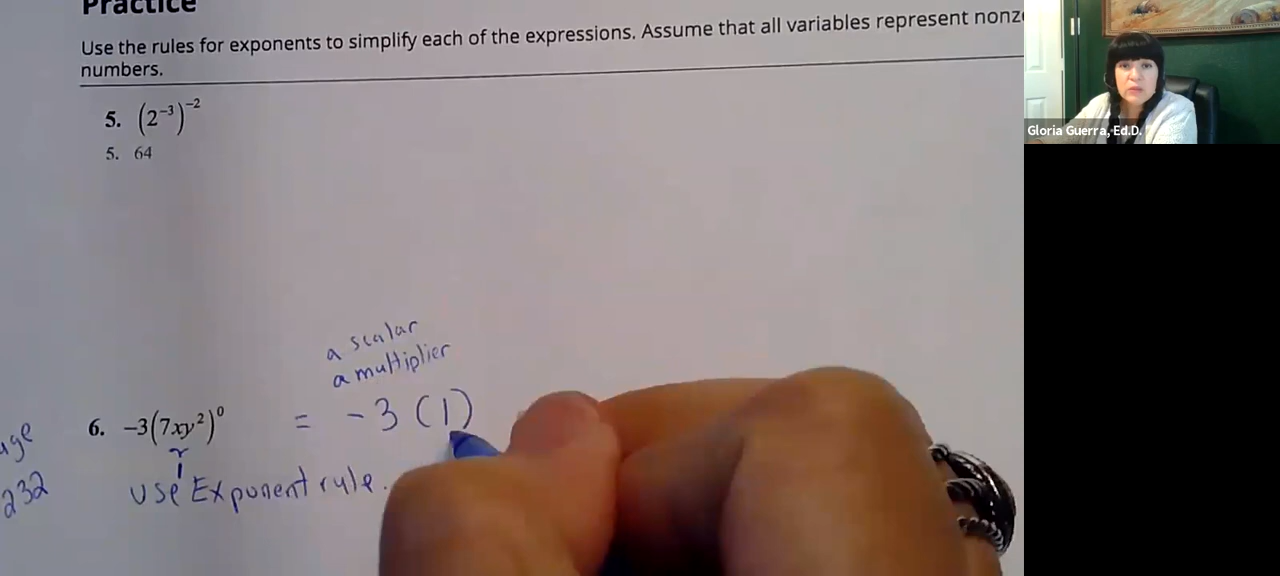 Practice
Use the rules for exponents to simplify each of the expressions. Assume that all variables represent
numbers.
5. (2⁻³)⁻²
5. 64
a scalar
a multiplier
6. −3(7xy²)⁰ = -3 (1)
use Exponent rule.
232
Gloria Guerra, Ed.D.